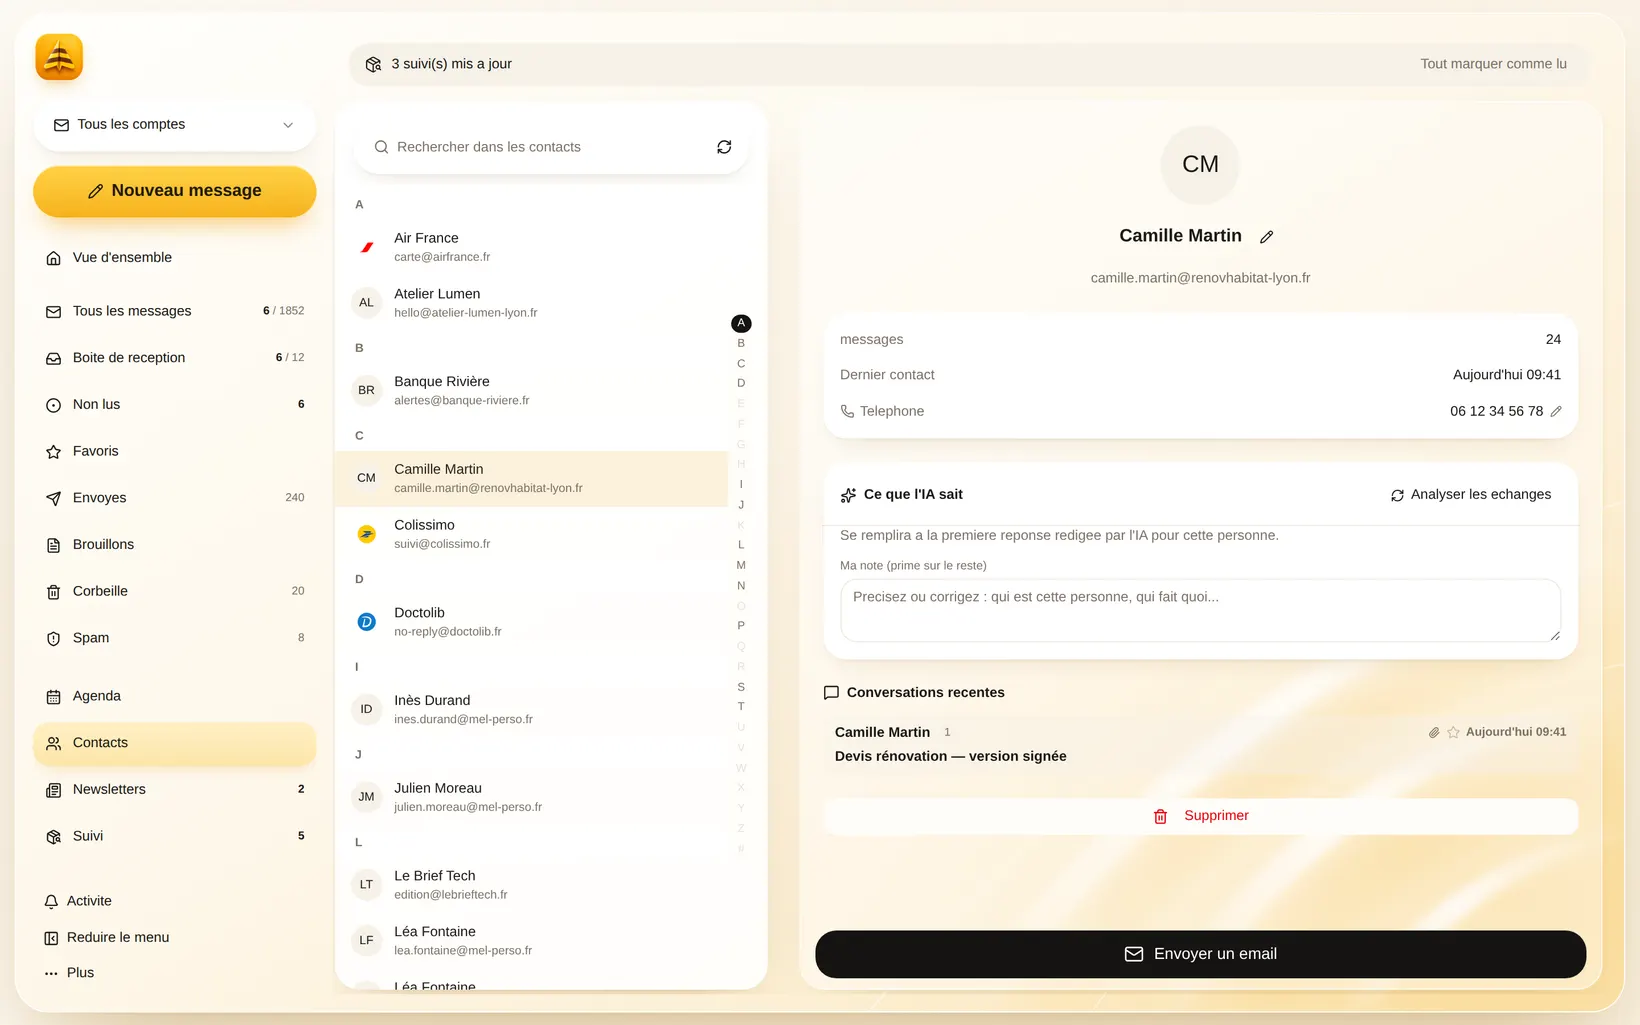 3 suivi(s) mis a jour
Tout marquer comme lu
Tous les comptes
Nouveau message
Vue d'ensemble
Tous les messages 6 / 1852
Boite de reception 6 / 12
Non lus 6
Favoris
Envoyes 240
Brouillons
Corbeille 20
Spam 8
Agenda
Contacts
Newsletters 2
Suivi 5
Activite
Reduire le menu
Plus
Rechercher dans les contacts
A
Air France
carte@airfrance.fr
AL
Atelier Lumen
hello@atelier-lumen-lyon.fr
B
BR
Banque Rivière
alertes@banque-riviere.fr
C
CM
Camille Martin
camille.martin@renovhabitat-lyon.fr
Colissimo
suivi@colissimo.fr
D
Doctolib
no-reply@doctolib.fr
I
ID
Inès Durand
ines.durand@mel-perso.fr
J
JM
Julien Moreau
julien.moreau@mel-perso.fr
L
LT
Le Brief Tech
edition@lebrieftech.fr
LF
Léa Fontaine
lea.fontaine@mel-perso.fr
Léa Fontaine
A
B
C
D
E
F
G
H
I
J
K
L
M
N
O
P
Q
R
S
T
U
V
W
X
Y
Z
#
CM
Camille Martin
camille.martin@renovhabitat-lyon.fr
messages 24
Dernier contact Aujourd'hui 09:41
Telephone 06 12 34 56 78
Ce que l'IA sait
Analyser les echanges
Se remplira a la premiere reponse redigee par l'IA pour cette personne.
Ma note (prime sur le reste)
Precisez ou corrigez : qui est cette personne, qui fait quoi...
Conversations recentes
Camille Martin 1 Aujourd'hui 09:41
Devis rénovation — version signée
Supprimer
Envoyer un email